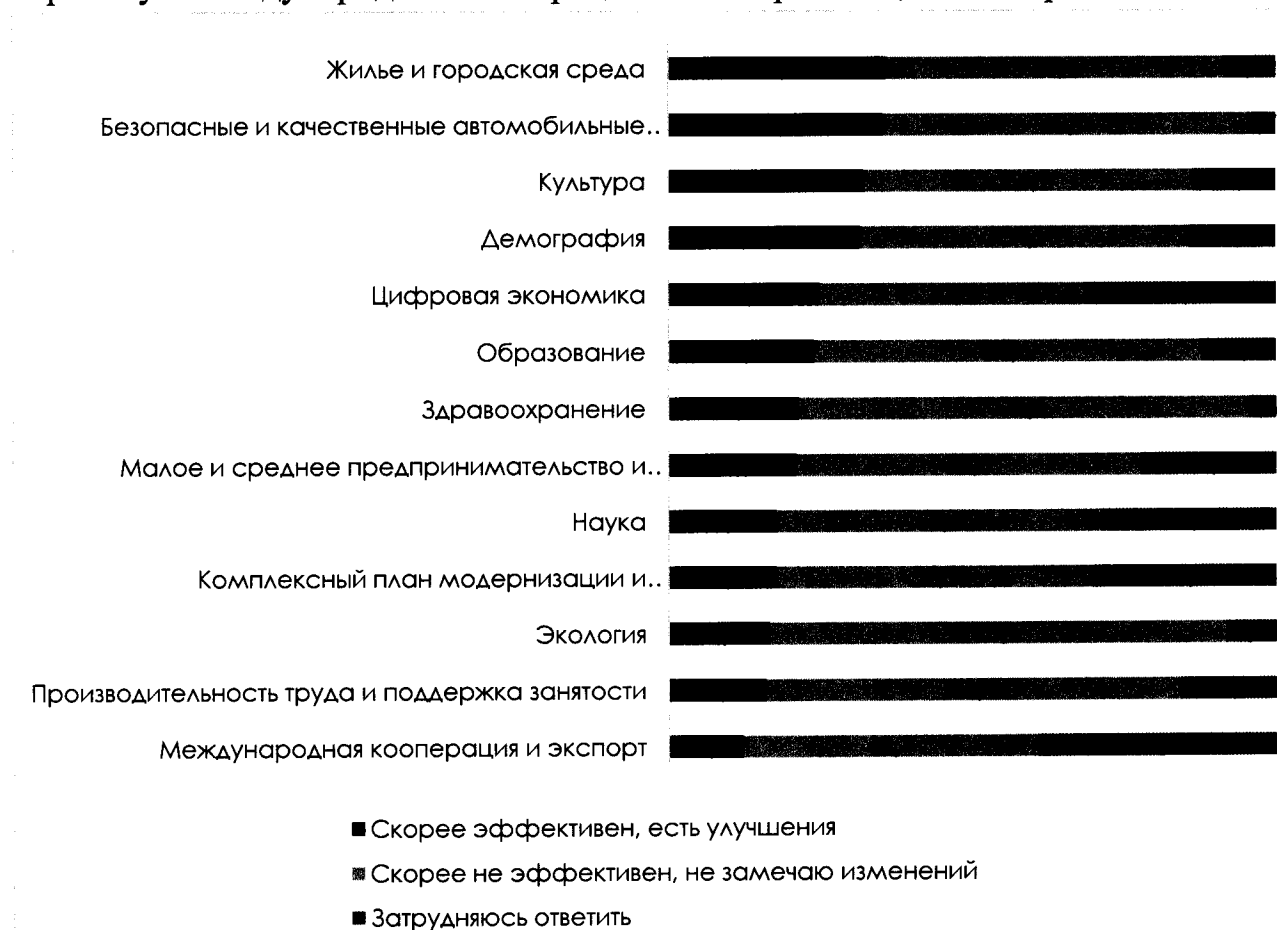 Жилье и городская среда
Безопасные и качественные автомобильные..
Культура
Демография
Цифровая экономика
Образование
Здравоохранение
Малое и среднее предпринимательство и..
Наука
Комплексный план модернизации и..
Экология
Производительность труда и поддержка занятости
Международная кооперация и экспорт
Скорее эффективен, есть улучшения
Скорее не эффективен, не замечаю изменений
Затрудняюсь ответить